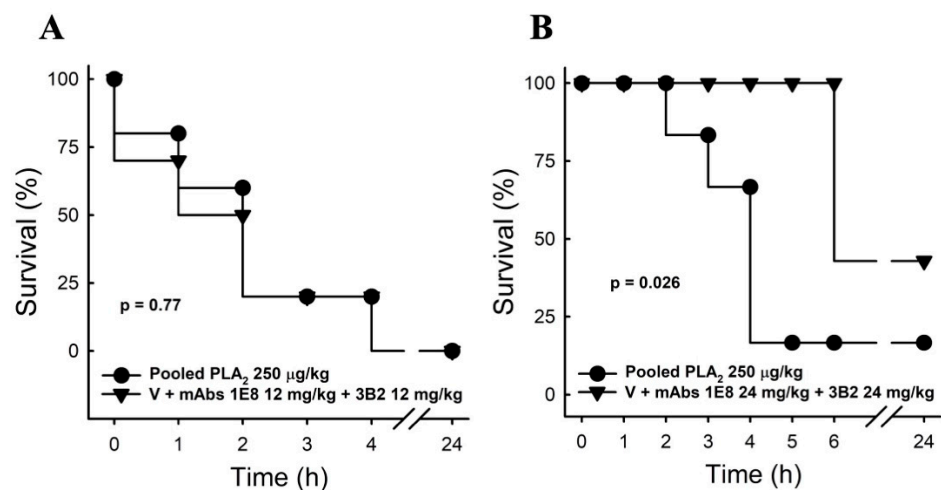 A
Survival (%)
100
75
50
25
0
p = 0.77
Pooled PLA₂ 250 µg/kg
V + mAbs 1E8 12 mg/kg + 3B2 12 mg/kg
0 1 2 3 4 24
Time (h)
B
Survival (%)
100
75
50
25
0
p = 0.026
Pooled PLA₂ 250 µg/kg
V + mAbs 1E8 24 mg/kg + 3B2 24 mg/kg
0 1 2 3 4 5 6 24
Time (h)